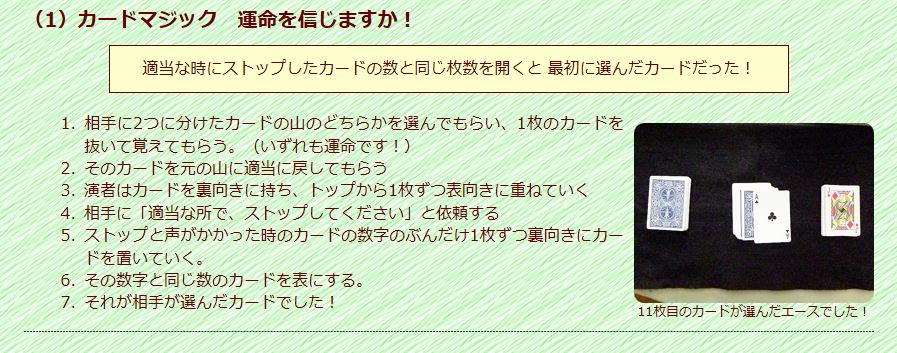 (1)カードマジック 運命を信じますか！
適当な時にストップしたカードの数と同じ枚数を開くと 最初に選んだカードだった！
1. 相手に2つに分けたカードの山のどちらかを選んでもらい、1枚のカードを
抜いて覚えてもらう。（いずれも運命です！）
2. そのカードを元の山に適当に戻してもらう
3. 演者はカードを裏向きに持ち、トップから1枚ずつ表向きに重ねていく
4. 相手に「適当な所で、ストップしてください」と依頼する
5. ストップと声がかかった時のカードの数字のぶんだけ1枚ずつ裏向きにカー
ドを置いていく。
6. その数字と同じ数のカードを表にする。
7. それが相手が選んだカードでした！
11枚目のカードが選んだエースでした！